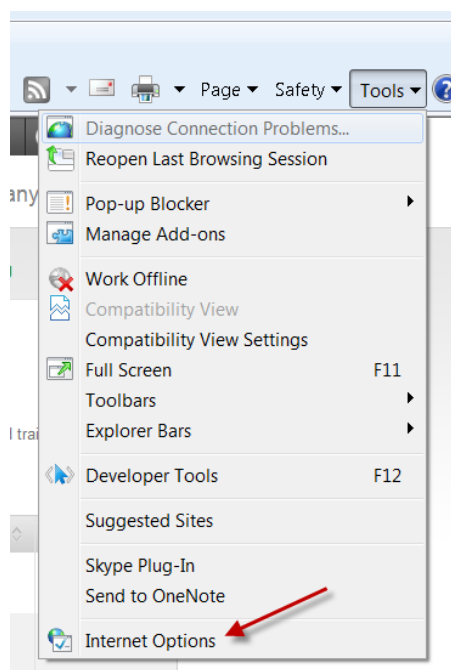 Page Safety Tools
Diagnose Connection Problems...
Reopen Last Browsing Session
any
Pop-up Blocker
Manage Add-ons
Work Offline
Compatibility View
Compatibility View Settings
Full Screen F11
Toolbars
Explorer Bars
l trai
Developer Tools F12
Suggested Sites
Skype Plug-In
Send to OneNote
Internet Options